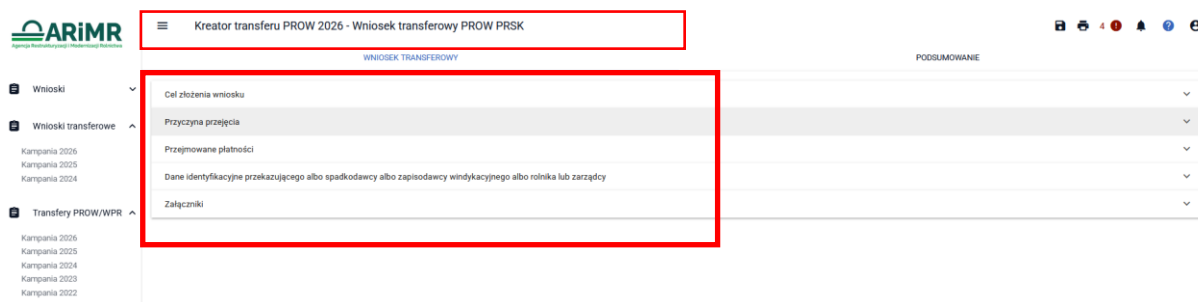 ARiMR
Agencja Restrukturyzacji i Modernizacji Rolnictwa
Kreator transferu PROW 2026 - Wniosek transferowy PROW PRSK
4
WNIOSEK TRANSFEROWY
PODSUMOWANIE
Wnioski
Wnioski transferowe
Kampania 2026
Kampania 2025
Kampania 2024
Transfery PROW/WPR
Kampania 2026
Kampania 2025
Kampania 2024
Kampania 2023
Kampania 2022
Cel złożenia wniosku
Przyczyna przejęcia
Przejmowane płatności
Dane identyfikacyjne przekazującego albo spadkodawcy albo zapisodawcy windykacyjnego albo rolnika lub zarządcy
Załączniki